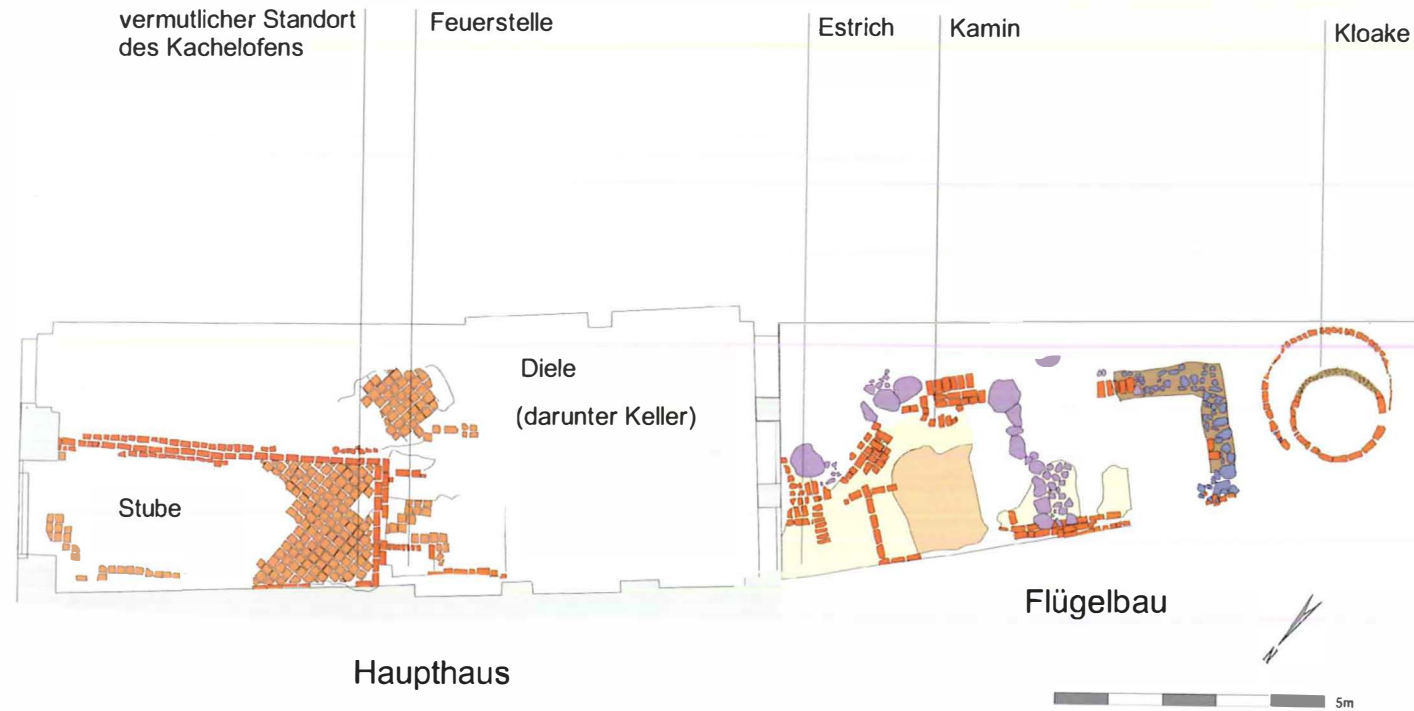 vermutlicher Standort
des Kachelofens
Feuerstelle
Estrich
Kamin
Kloake
Diele
(darunter Keller)
Stube
Flügelbau
Haupthaus
N
5m